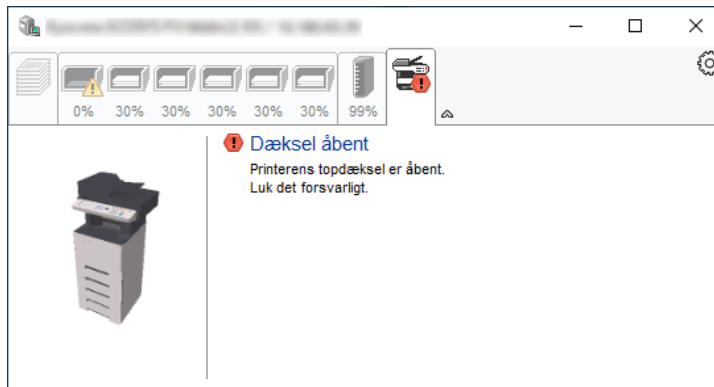 0% 30% 30% 30% 30% 30% 99%
Dæksel åbent
Printerens topdæksel er åbent.
Luk det forsvarligt.